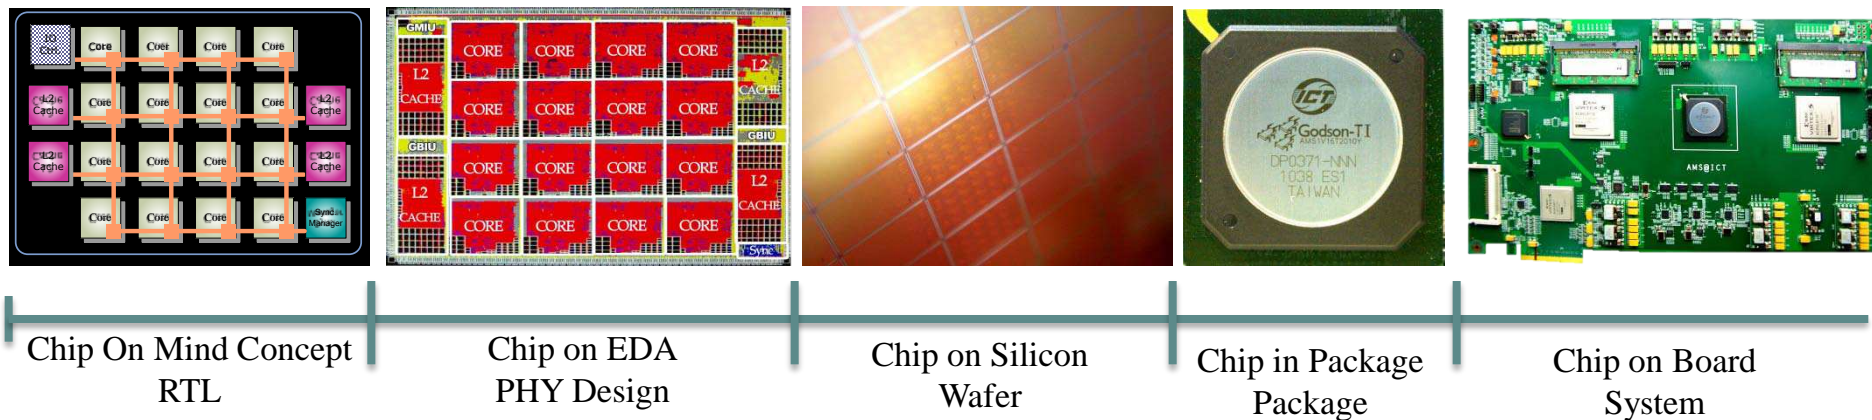 IO
Ctrl.
Core Core Core Core
L2
Cache
Core Core Core Core
L2
Cache
L2
Cache
Core Core Core Core
L2
Cache
Core Core Core Core
Sync
Manager
GMIU
CORE CORE CORE CORE
L2
CACHE
L2
CACHE
CORE CORE CORE CORE
GBIU
GBIU
CORE CORE CORE CORE
L2
CACHE
L2
CACHE
CORE CORE CORE CORE
Sync
ICT
Godson-T1
AMS1V16T2010Y
DP0371-NNN
1038 ES1
TAIWAN
AMS@ICT
Chip On Mind Concept
RTL
Chip on EDA
PHY Design
Chip on Silicon
Wafer
Chip in Package
Package
Chip on Board
System